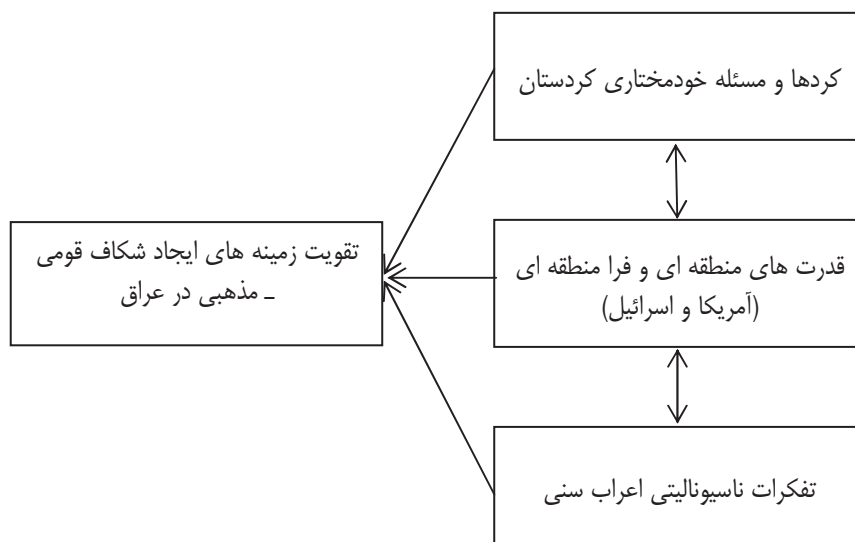 کردها و مسئله خودمختاری کردستان
قدرت های منطقه ای و فرا منطقه ای
(آمریکا و اسرائیل)
تفکرات ناسیونالیتی اعراب سنی
تقویت زمینه های ایجاد شکاف قومی
ـ مذهبی در عراق